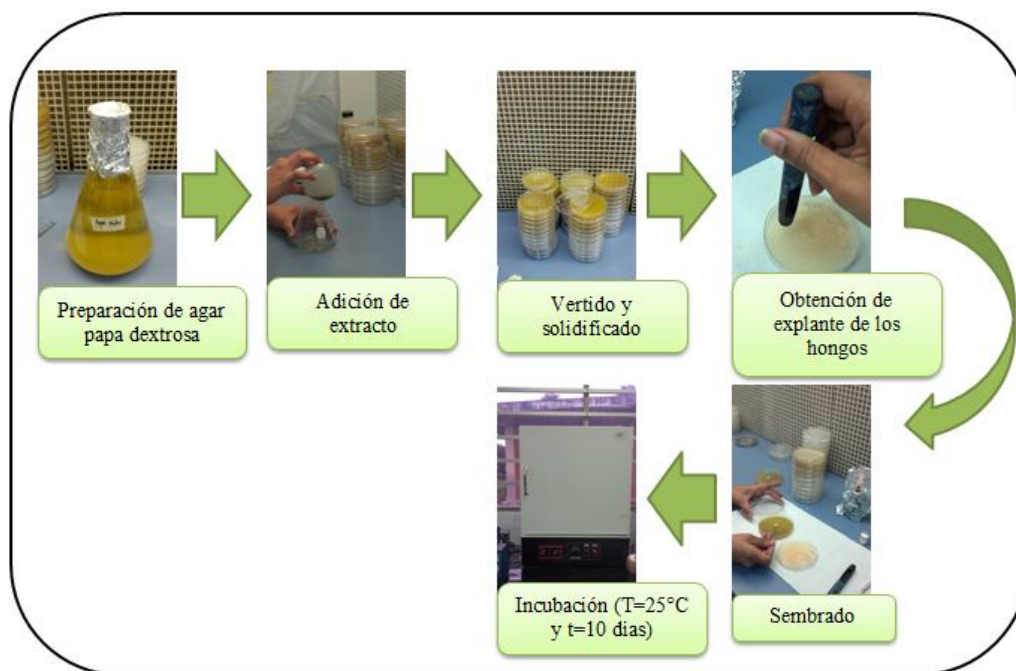 Preparación de agar
papa dextrosa
Adición de
extracto
Vertido y
solidificado
Obtención de
explante de los
hongos
Sembrado
Incubación (T=25°C
y t=10 dias)